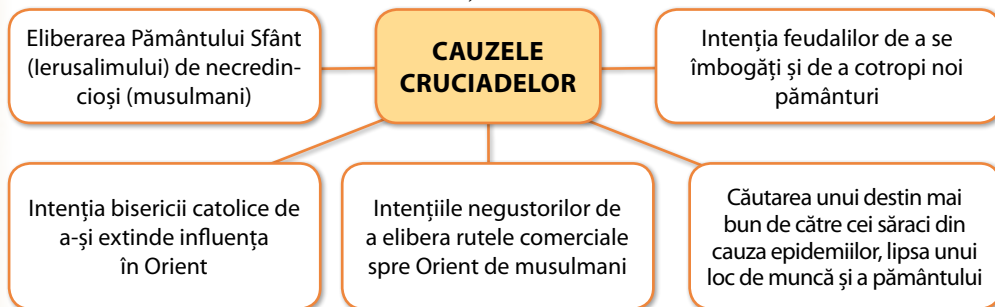 Eliberarea Pământului Sfânt
(Ierusalimului) de necredin-
cioși (musulmani)
CAUZELE
CRUCIADELOR
Intenția feudalilor de a se
îmbogăți și de a cotropi noi
pământuri
Intenția bisericii catolice de
a-și extinde influența
în Orient
Intențiile negustorilor de
a elibera rutele comerciale
spre Orient de musulmani
Căutarea unui destin mai
bun de către cei săraci din
cauza epidemiilor, lipsa unui
loc de muncă și a pământului